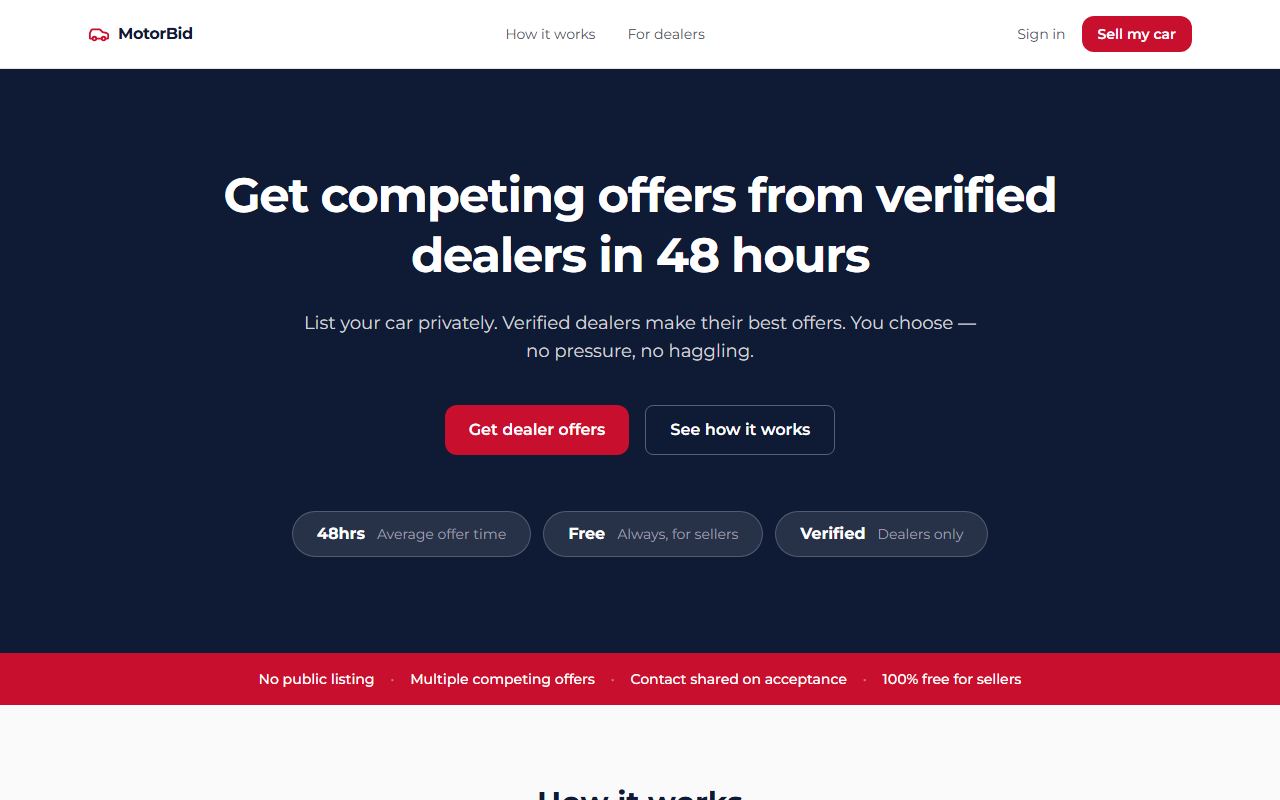 MotorBid
How it works
For dealers
Sign in
Sell my car
Get competing offers from verified
dealers in 48 hours
List your car privately. Verified dealers make their best offers. You choose —
no pressure, no haggling.
Get dealer offers
See how it works
48hrs Average offer time
Free Always, for sellers
Verified Dealers only
No public listing · Multiple competing offers · Contact shared on acceptance · 100% free for sellers
How it works